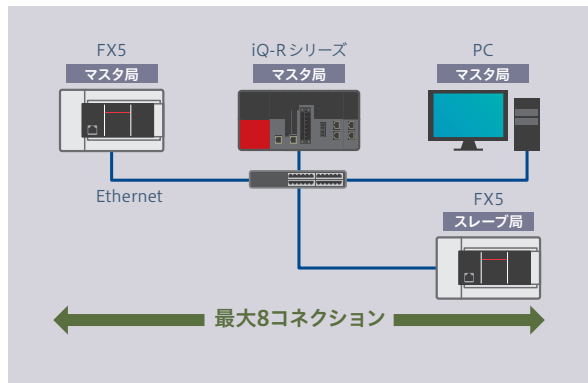 FX5
マスタ局
iQ-Rシリーズ
マスタ局
PC
マスタ局
Ethernet
FX5
スレーブ局
最大8コネクション